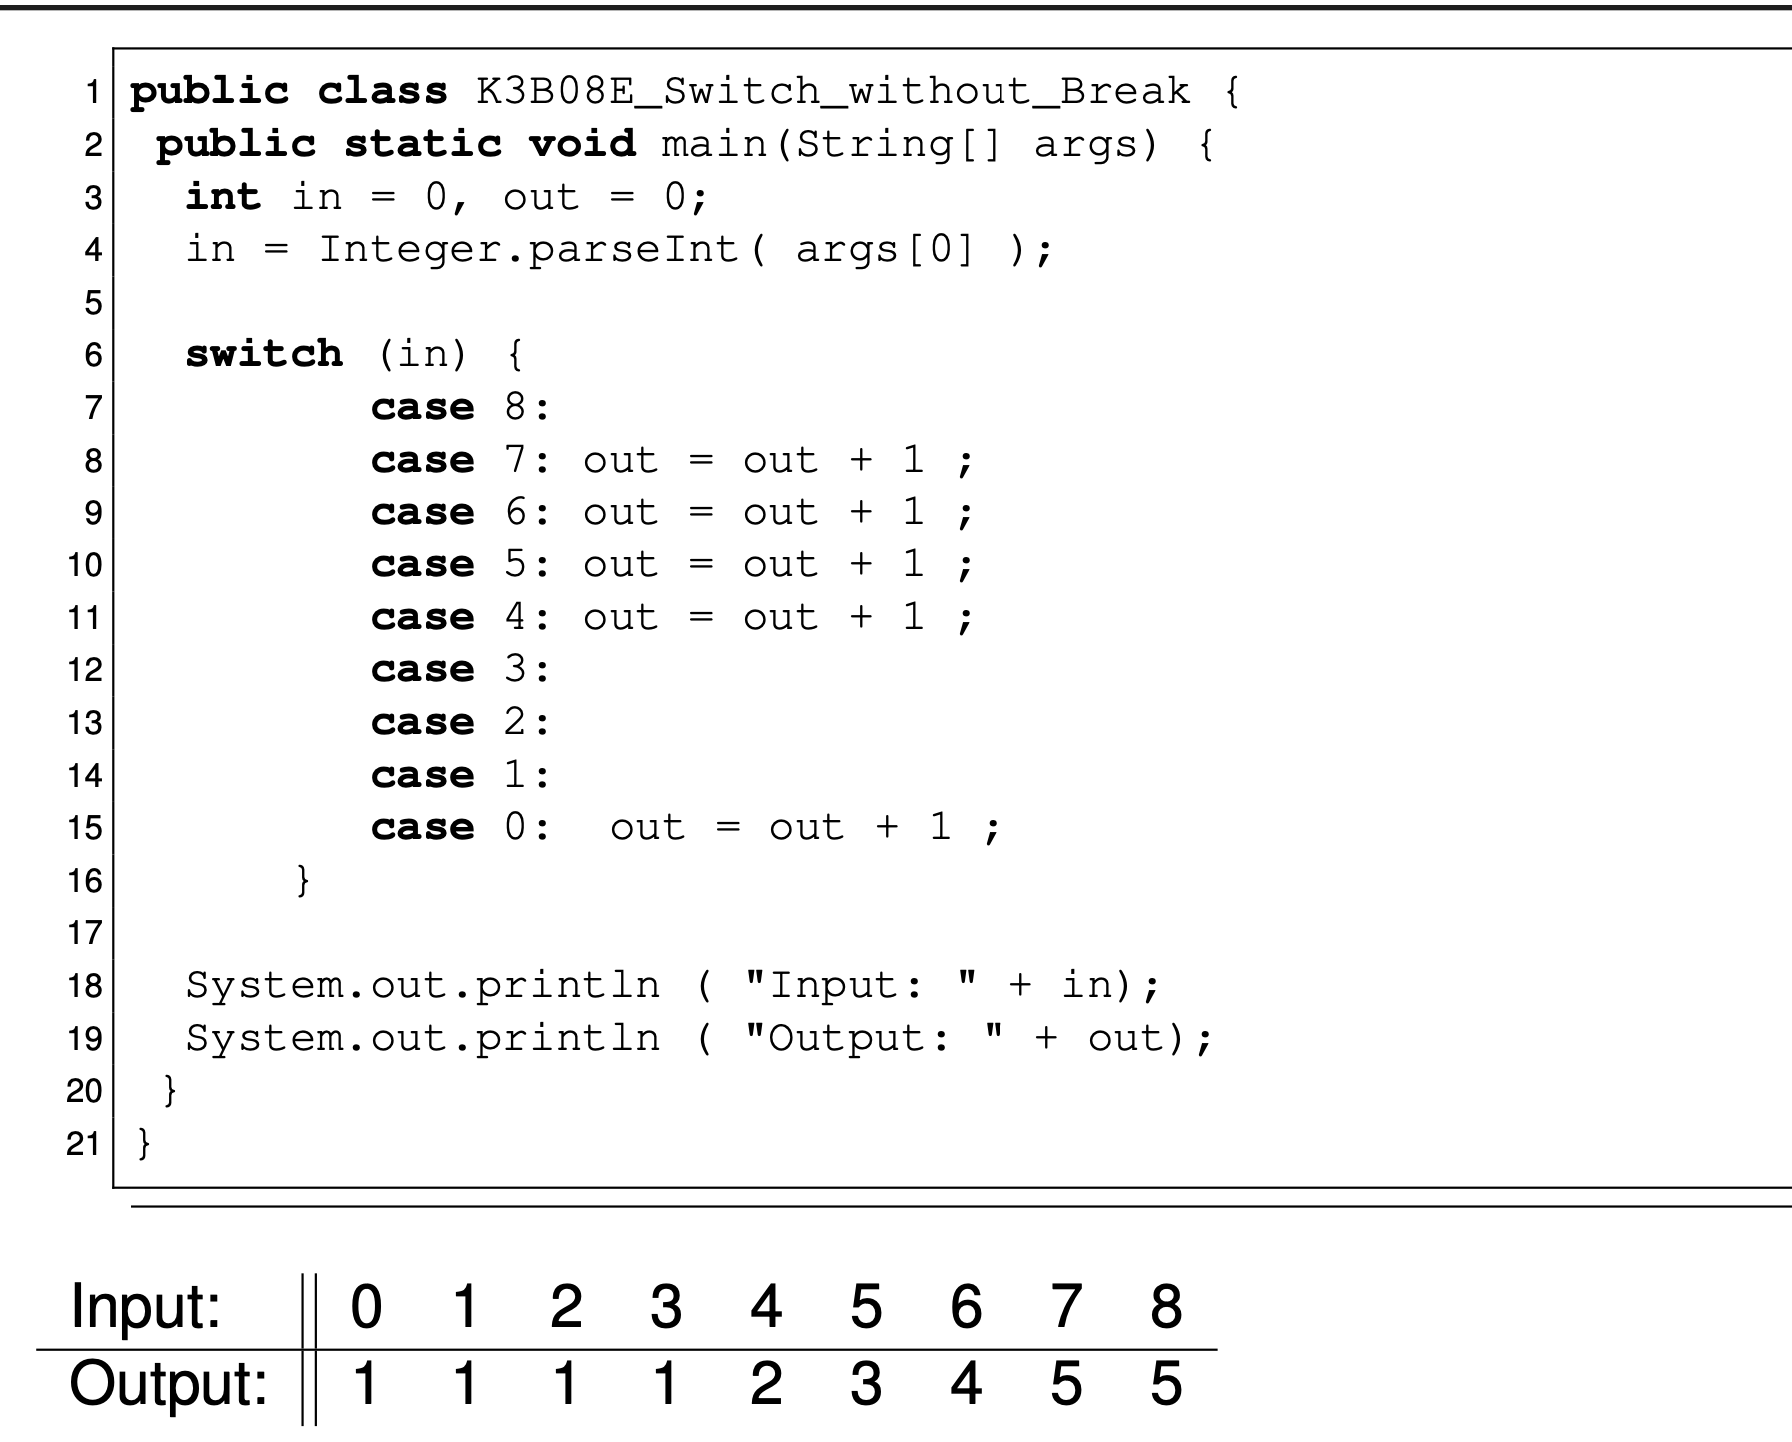 1 public class K3B08E_Switch_without_Break {
2 public static void main(String[] args) {
3 int in = 0, out = 0;
4 in = Integer.parseInt( args[0] );
5
6 switch (in) {
7 case 8:
8 case 7: out = out + 1 ;
9 case 6: out = out + 1 ;
10 case 5: out = out + 1 ;
11 case 4: out = out + 1 ;
12 case 3:
13 case 2:
14 case 1:
15 case 0: out = out + 1 ;
16 }
17
18 System.out.println ( "Input: " + in);
19 System.out.println ( "Output: " + out);
20 }
21 }
Input: 0 1 2 3 4 5 6 7 8
Output: 1 1 1 1 2 3 4 5 5